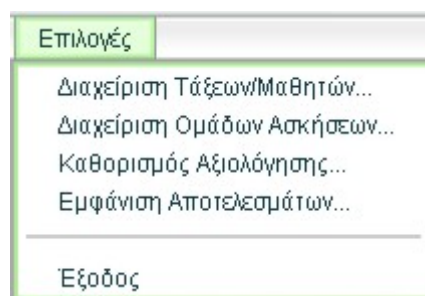 Επιλογές
Διαχείριση Τάξεων/Μαθητών...
Διαχείριση Ομάδων Ασκήσεων...
Καθορισμός Αξιολόγησης...
Εμφάνιση Αποτελεσμάτων...
Έξοδος